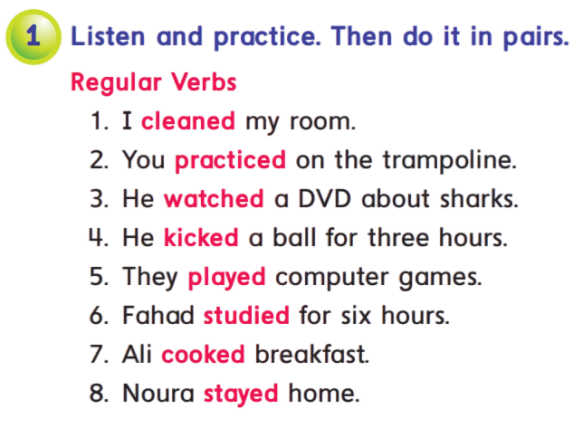 1 Listen and practice. Then do it in pairs.
Regular Verbs
1. I cleaned my room.
2. You practiced on the trampoline.
3. He watched a DVD about sharks.
4. He kicked a ball for three hours.
5. They played computer games.
6. Fahad studied for six hours.
7. Ali cooked breakfast.
8. Noura stayed home.